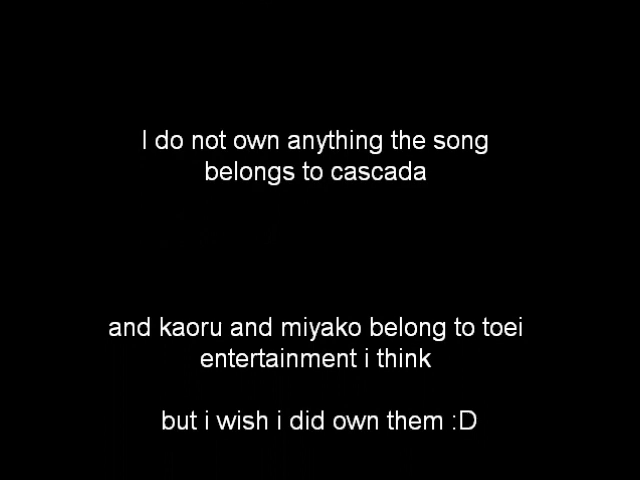 I do not own anything the song
belongs to cascada
and kaoru and miyako belong to toei
entertainment i think
but i wish i did own them :D